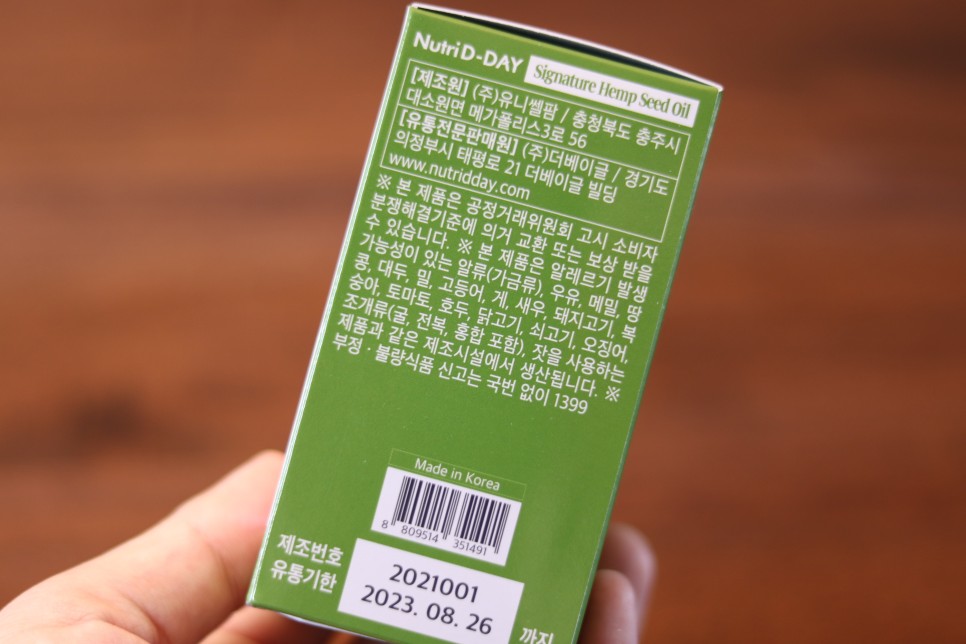 Nutri D-DAY Signature Hemp Seed Oil
[제조원] (주)유니쎌팜 / 충청북도 충주시
대소원면 메가폴리스3로 56
[유통전문판매원] (주)더베이글 / 경기도
의정부시 태평로 21 더베이글 빌딩
www.nutridday.com
※ 본 제품은 공정거래위원회 고시 소비자
분쟁해결기준에 의거 교환 또는 보상 받을
수 있습니다. ※ 본 제품은 알레르기 발생
가능성이 있는 알류(가금류), 우유, 메밀, 땅
콩, 대두, 밀, 고등어, 게, 새우, 돼지고기, 복
숭아, 토마토, 호두, 닭고기, 쇠고기, 오징어,
조개류(굴, 전복, 홍합 포함), 잣을 사용하는
제품과 같은 제조시설에서 생산됩니다. ※
부정 · 불량식품 신고는 국번 없이 1399
Made in Korea
8 809514 351491
제조번호 2021001
유통기한 2023. 08. 26 까지